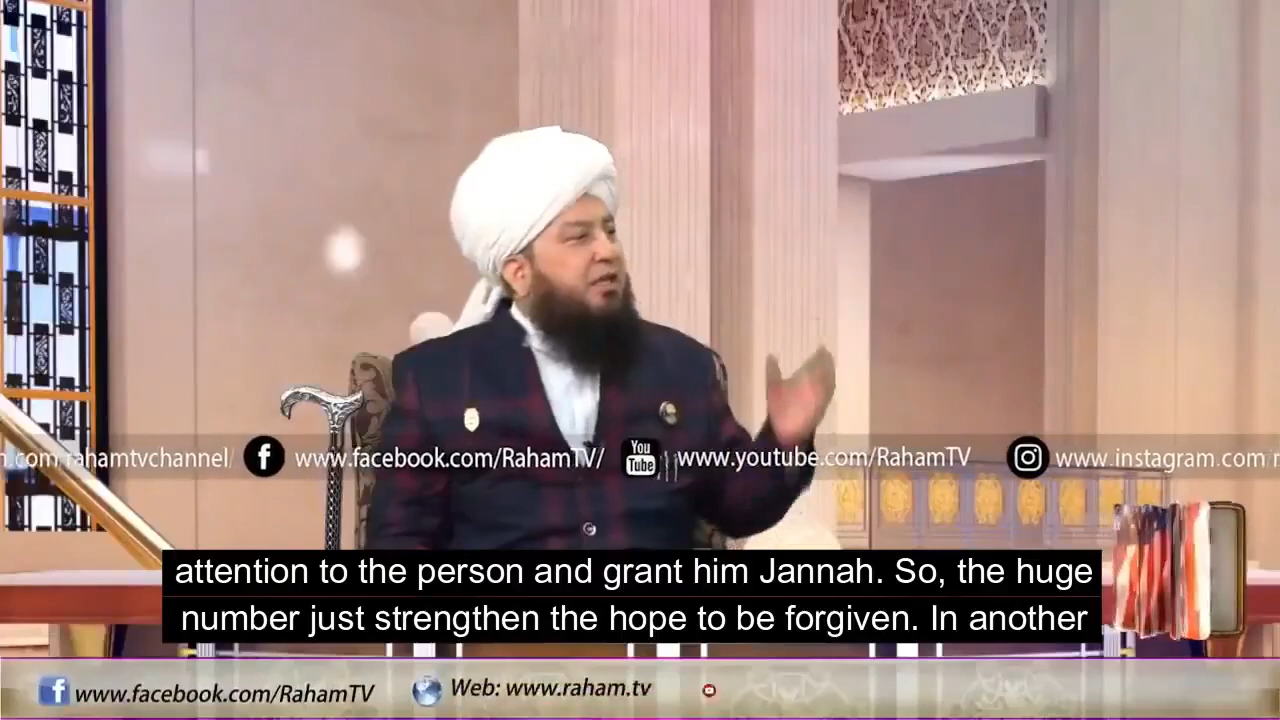 n.com rahamtvchannel/ www.facebook.com/RahamTV/ You Tube www.youtube.com/RahamTV www.instagram.com r
attention to the person and grant him Jannah. So, the huge
number just strengthen the hope to be forgiven. In another
www.facebook.com/RahamTV Web: www.raham.tv